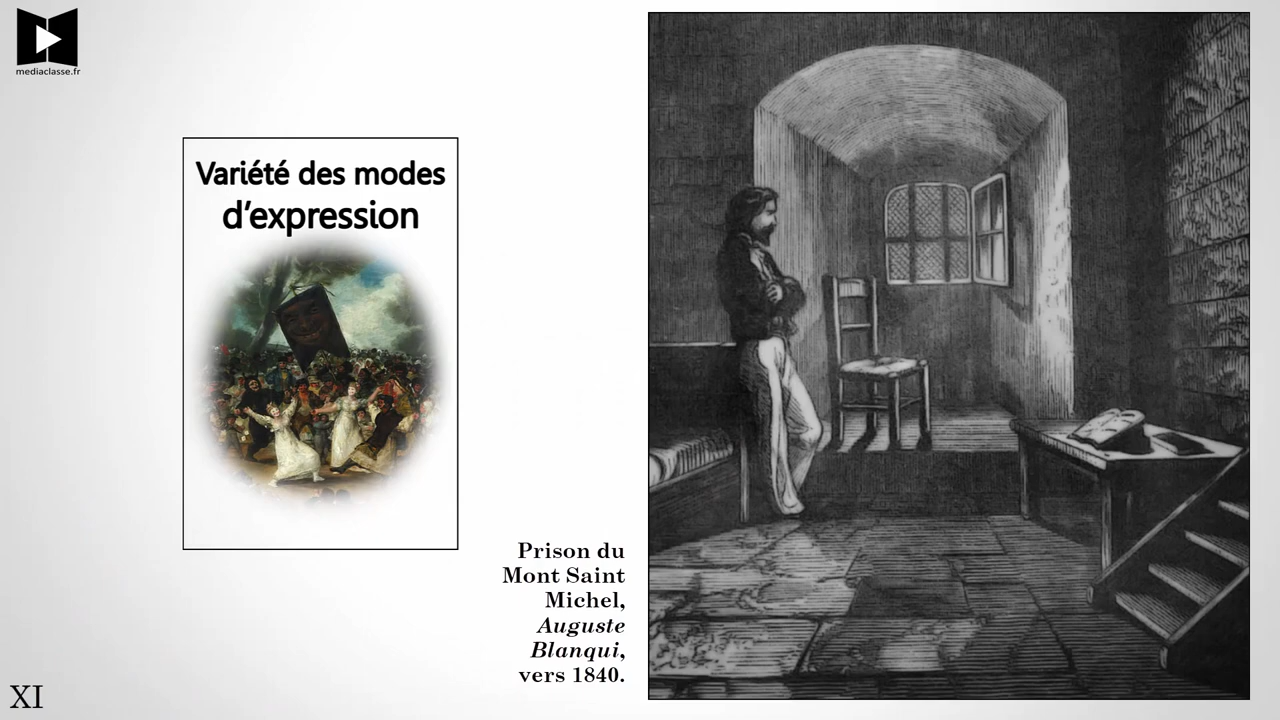 mediaclasse.fr
Variété des modes
d'expression
Prison du
Mont Saint
Michel,
Auguste
Blanqui,
vers 1840.
XI